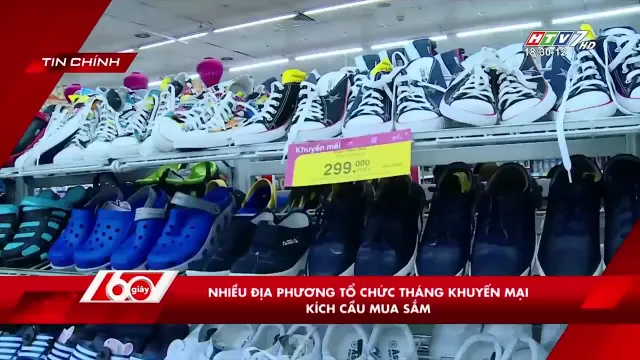 TIN CHÍNH
HTV7 HD
18:30:12
Khuyến mãi
299.000
60 giây
NHIỀU ĐỊA PHƯƠNG TỔ CHỨC THÁNG KHUYẾN MẠI
KÍCH CẦU MUA SẮM